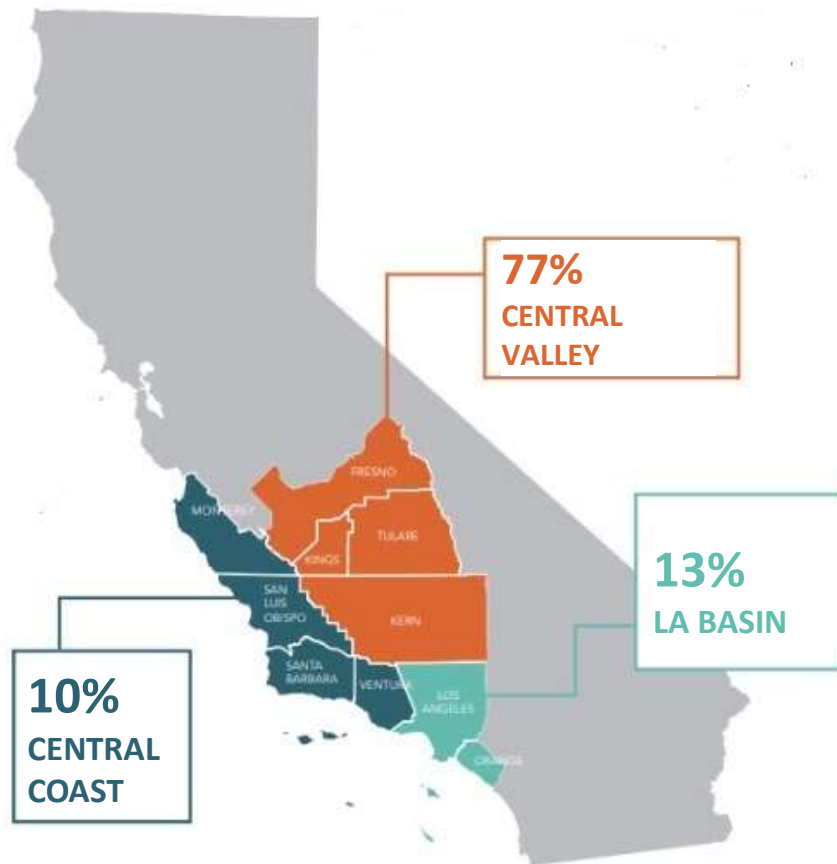 77%
CENTRAL
VALLEY
FRESNO
MONTEREY
TULARE
KINGS
13%
LA BASIN
SAN
LUIS
OBISPO
KERN
SANTA
BARBARA
VENTURA
LOS
ANGELES
10%
CENTRAL
COAST
ORANGE